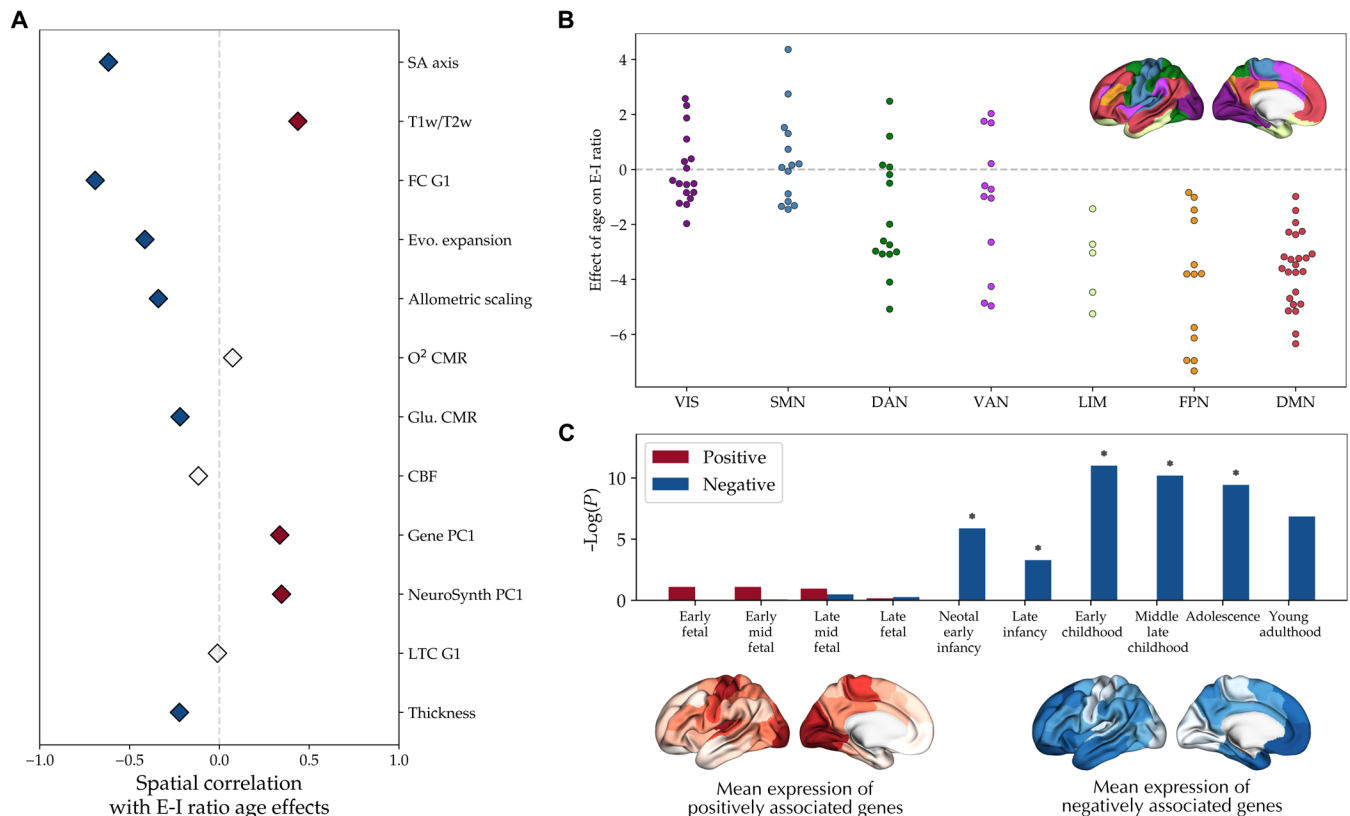 A
SA axis
T1w/T2w
FC G1
Evo. expansion
Allometric scaling
O² CMR
Glu. CMR
CBF
Gene PC1
NeuroSynth PC1
LTC G1
Thickness
−1.0
−0.5
0.0
0.5
1.0
Spatial correlation
with E-I ratio age effects
B
Effect of age on E-I ratio
4
2
0
−2
−4
−6
VIS
SMN
DAN
VAN
LIM
FPN
DMN
C
-Log(P)
10
5
0
Positive
Negative
*
*
*
*
*
Early
fetal
Early
mid
fetal
Late
mid
fetal
Late
fetal
Neotal
early
infancy
Late
infancy
Early
childhood
Middle
late
childhood
Adolescence
Young
adulthood
Mean expression of
positively associated genes
Mean expression of
negatively associated genes